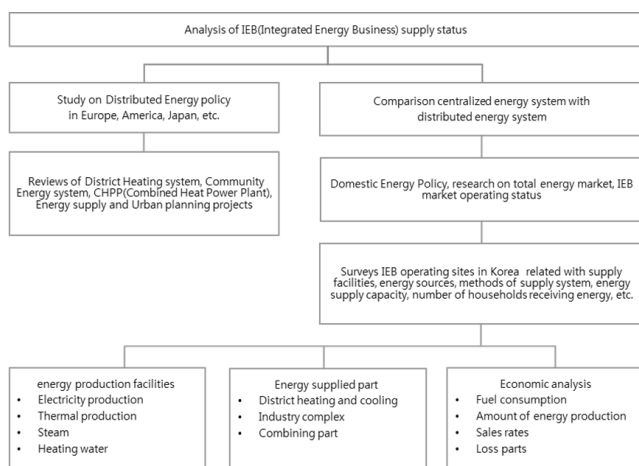 Analysis of IEB(Integrated Energy Business) supply status
Study on Distributed Energy policy
in Europe, America, Japan, etc.
Comparison centralized energy system with
distributed energy system
Reviews of District Heating system, Community
Energy system, CHPP(Combined Heat Power Plant),
Energy supply and Urban planning projects
Domestic Energy Policy, research on total energy market, IEB
market operating status
Surveys IEB operating sites in Korea related with supply
facilities, energy sources, methods of supply system, energy
supply capacity, number of households receiving energy, etc.
energy production facilities
• Electricity production
• Thermal production
• Steam
• Heating water
Energy supplied part
• District heating and cooling
• Industry complex
• Combining part
Economic analysis
• Fuel consumption
• Amount of energy production
• Sales rates
• Loss parts